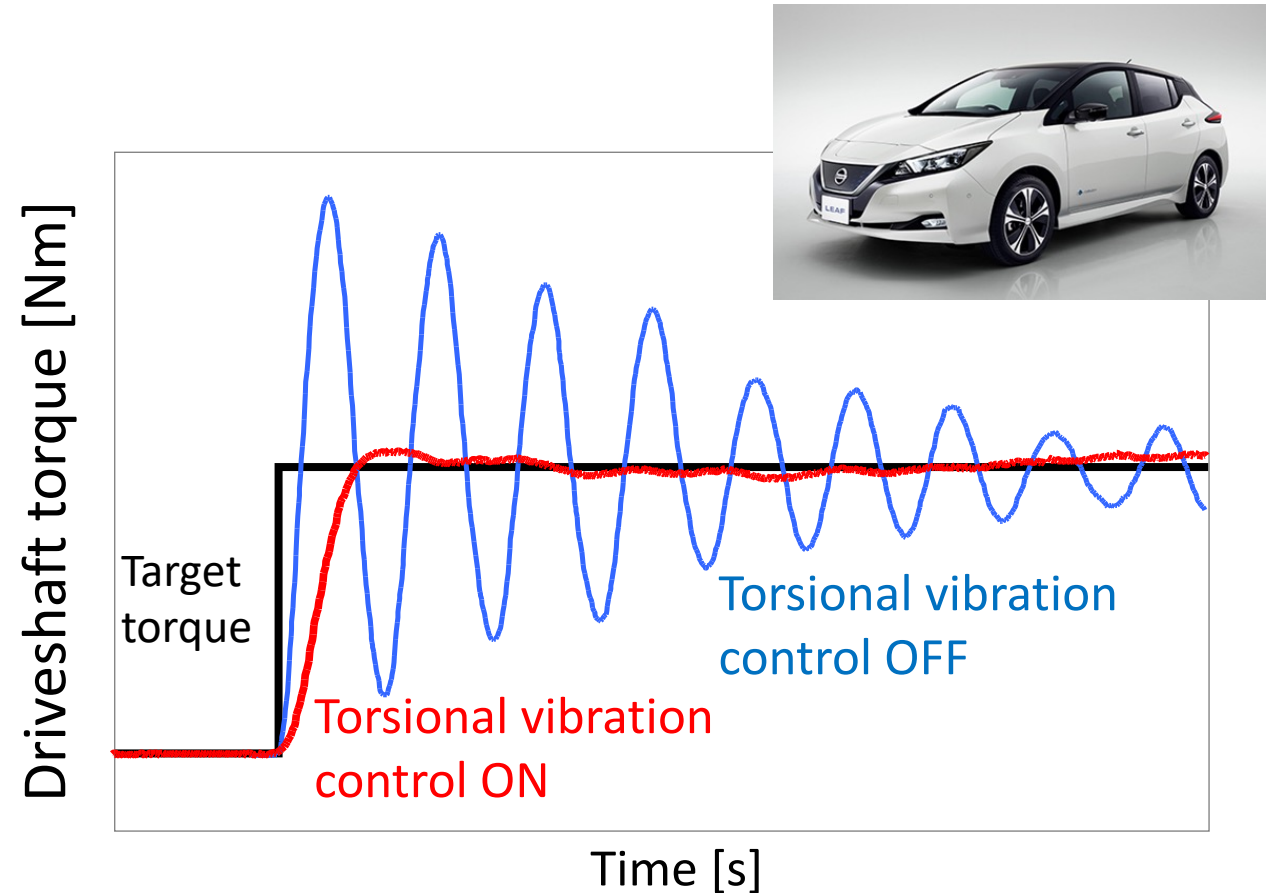 Driveshaft torque [Nm]
LEAF
Target
torque
Torsional vibration
control OFF
Torsional vibration
control ON
Time [s]